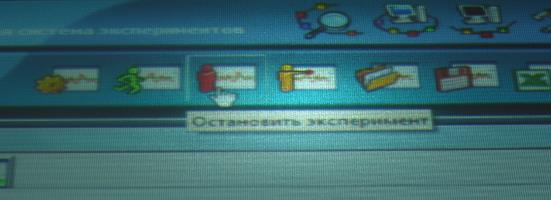 я система экспериментов
Остановить эксперимент